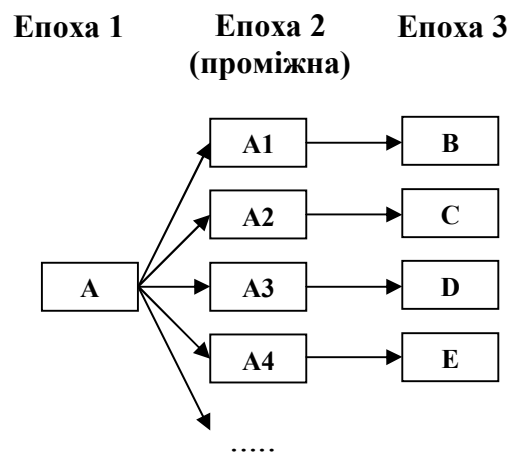 Епоха 1 Епоха 2 Епоха 3
(проміжна)
A1 B
A2 C
A A3 D
A4 E
.....